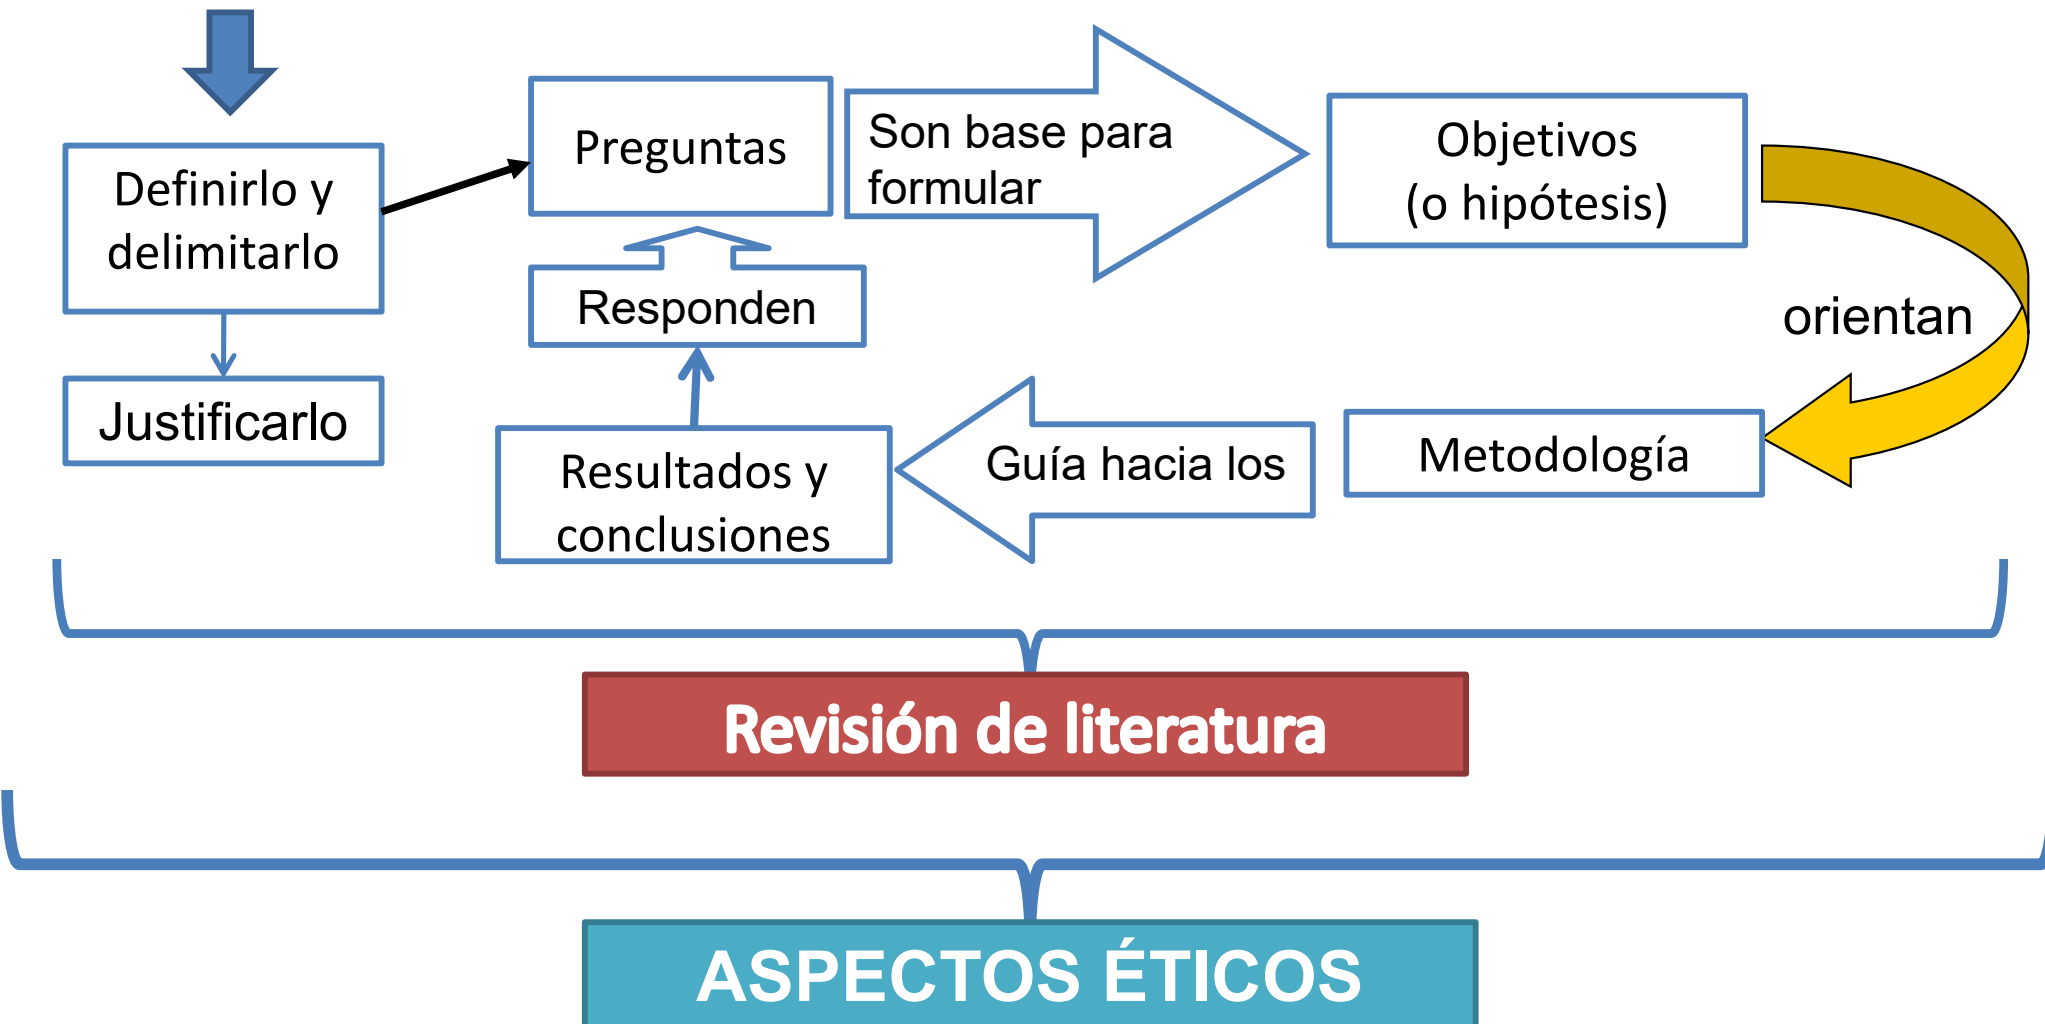 Definirlo y
delimitarlo
Justificarlo
Preguntas
Son base para
formular
Objetivos
(o hipótesis)
orientan
Metodología
Guía hacia los
Resultados y
conclusiones
Responden
Revisión de literatura
ASPECTOS ÉTICOS